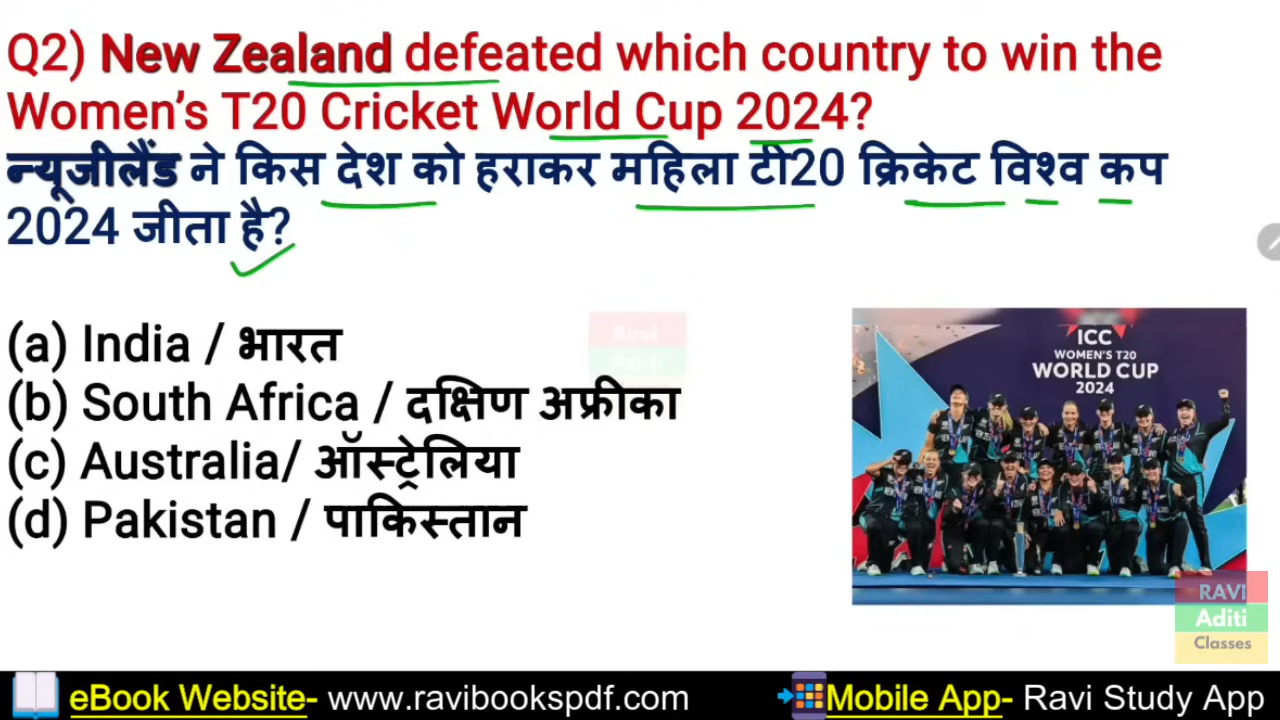 Q2) New Zealand defeated which country to win the
Women's T20 Cricket World Cup 2024?
न्यूजीलैंड ने किस देश को हराकर महिला टी20 क्रिकेट विश्व कप
2024 जीता है?
(a) India / भारत
(b) South Africa / दक्षिण अफ्रीका
(c) Australia/ ऑस्ट्रेलिया
(d) Pakistan / पाकिस्तान
Ravi
Aditi
ICC
WOMEN'S T20
WORLD CUP
2024
RAVI
Aditi
Classes
eBook Website- www.ravibookspdf.com
Mobile App- Ravi Study App